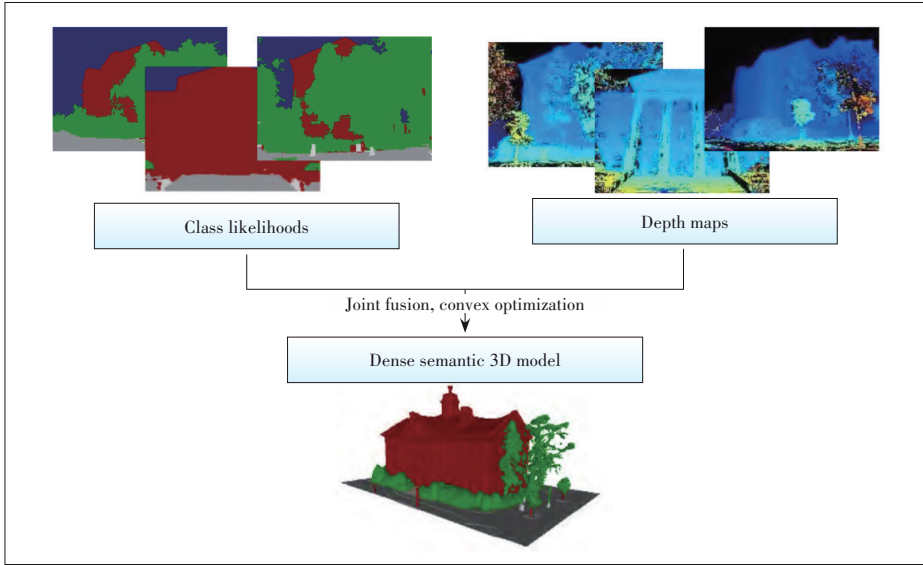 Class likelihoods
Depth maps
Joint fusion, convex optimization
Dense semantic 3D model